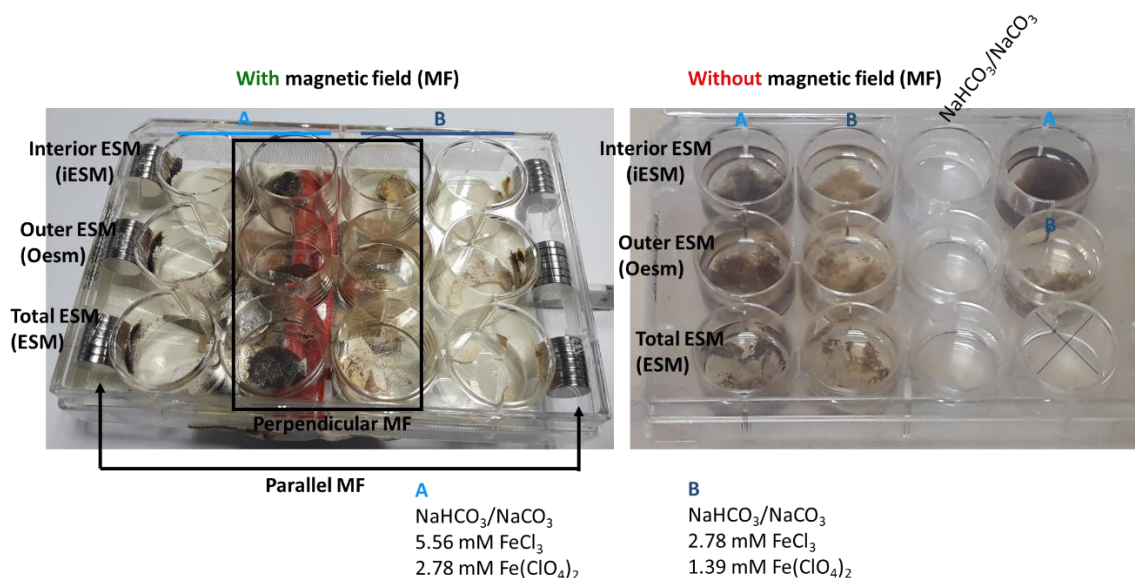 With magnetic field (MF)
Without magnetic field (MF)
NaHCO₃/NaCO₃
A
B
A
B
A
Interior ESM
(iESM)
Interior ESM
(iESM)
Outer ESM
(Oesm)
Outer ESM
(Oesm)
B
Total ESM
(ESM)
Total ESM
(ESM)
Perpendicular MF
Parallel MF
A
NaHCO₃/NaCO₃
5.56 mM FeCl₃
2.78 mM Fe(ClO₄)₂
B
NaHCO₃/NaCO₃
2.78 mM FeCl₃
1.39 mM Fe(ClO₄)₂